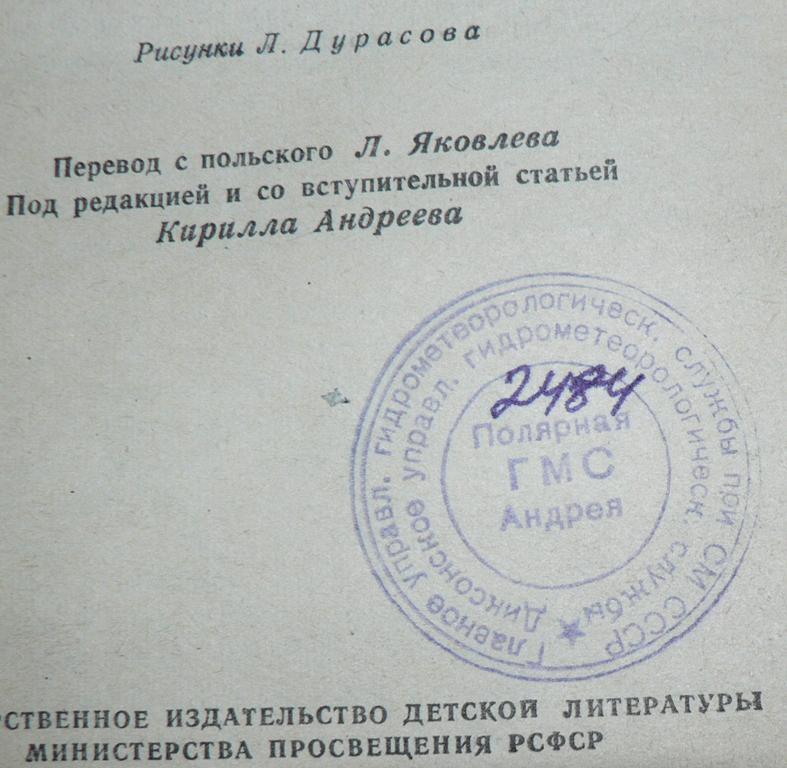 Рисунки Л. Дурасова
Перевод с польского Л. Яковлева
Под редакцией и со вступительной статьей
Кирилла Андреева
Главное управл. гидрометеорологическ. службы при СМ СССР
Диксонское управл. гидрометеорологическ. службы
2484
Полярная
ГМС
Андрея
РСТВЕННОЕ ИЗДАТЕЛЬСТВО ДЕТСКОЙ ЛИТЕРАТУРЫ
МИНИСТЕРСТВА ПРОСВЕЩЕНИЯ РСФСР